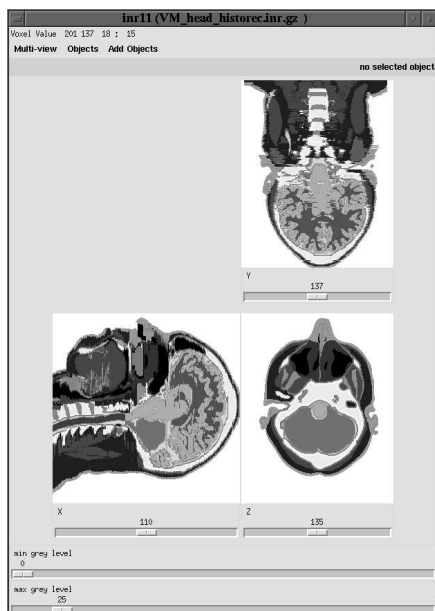 inr11 (VM_head_historec.inr.gz )
Voxel Value 201 137 18 : 15
Multi-view Objects Add Objects
no selected object
Y
137
X
110
Z
135
min grey level
0
max grey level
25